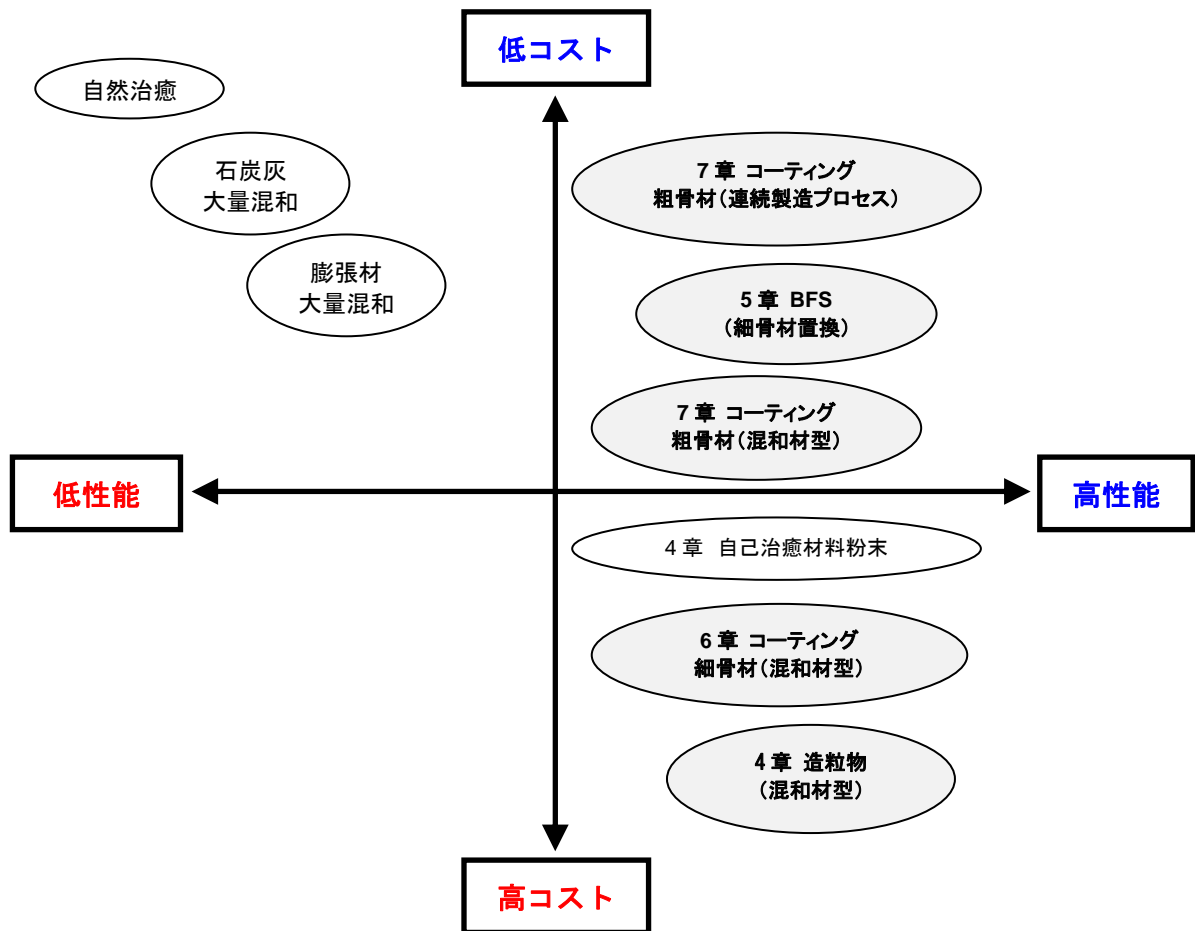 低コスト
自然治癒
石炭灰
大量混和
膨張材
大量混和
7章 コーティング
粗骨材(連続製造プロセス)
5章 BFS
(細骨材置換)
7章 コーティング
粗骨材(混和材型)
低性能
高性能
4章 自己治癒材料粉末
6章 コーティング
細骨材(混和材型)
4章 造粒物
(混和材型)
高コスト